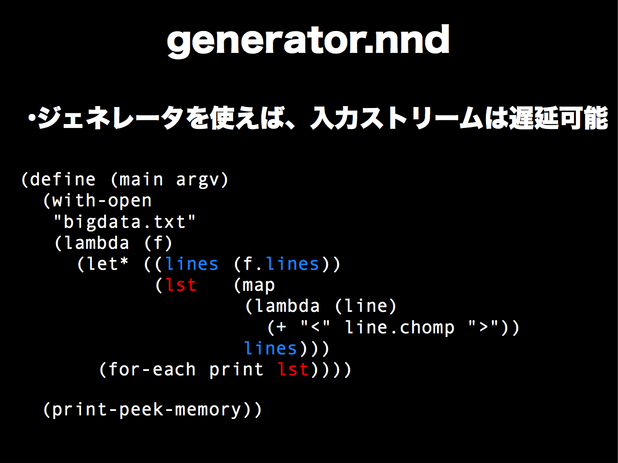 generator.nnd
•ジェネレータを使えば、入力ストリームは遅延可能
(define (main argv)
  (with-open
   "bigdata.txt"
   (lambda (f)
     (let* ((lines (f.lines))
            (lst   (map
                    (lambda (line)
                      (+ "<" line.chomp ">"))
                    lines)))
       (for-each print lst))))
  (print-peek-memory))